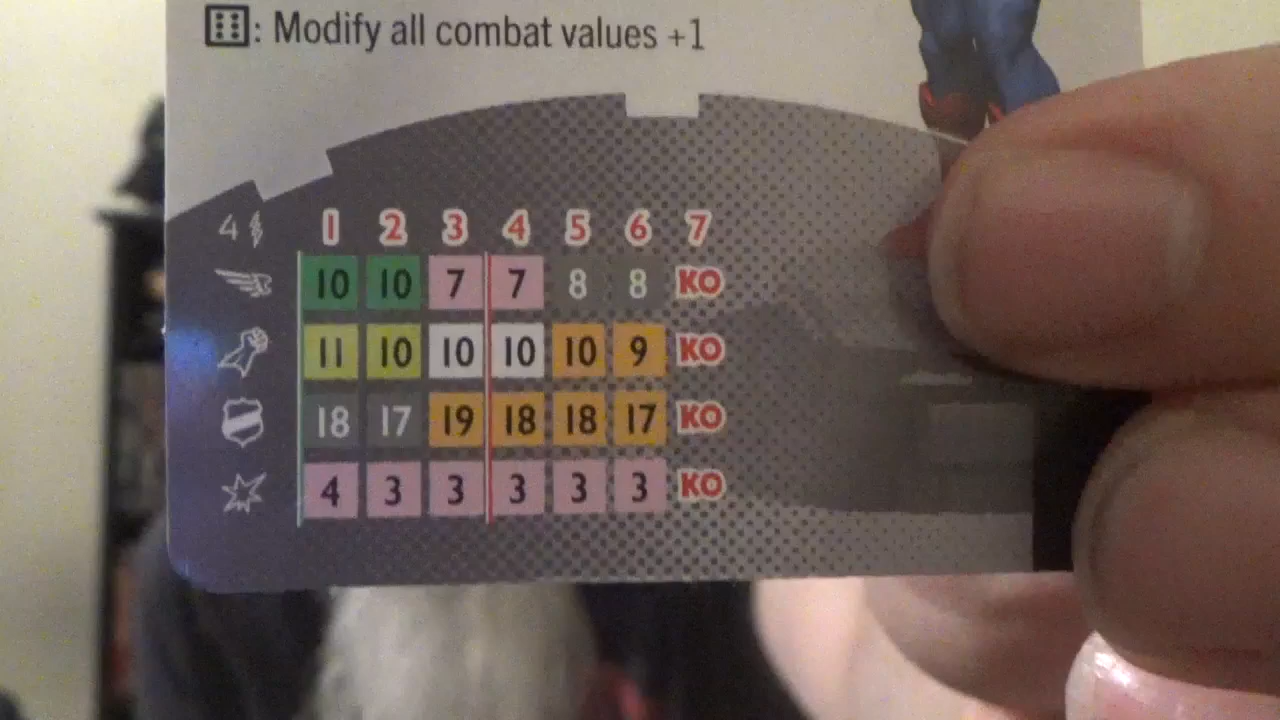 : Modify all combat values +1
4 1 2 3 4 5 6 7
10 10 7 7 8 8 KO
11 10 10 10 10 9 KO
18 17 19 18 18 17 KO
4 3 3 3 3 3 KO